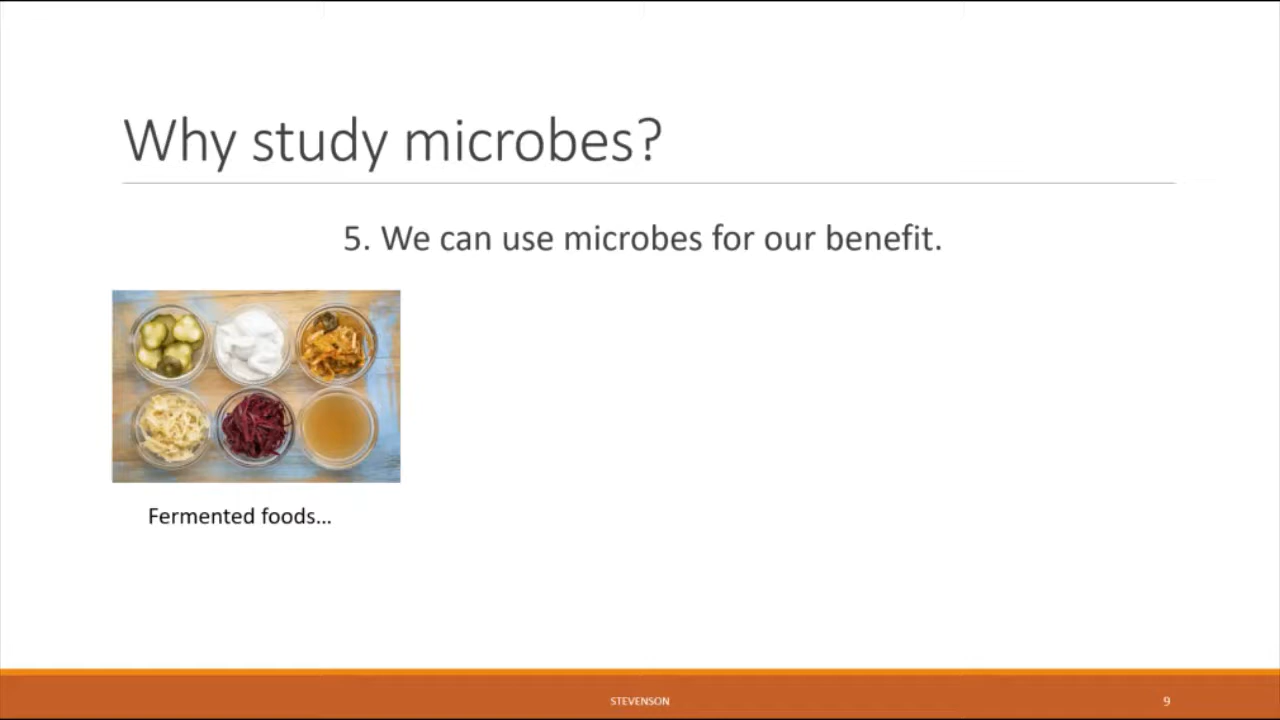 Why study microbes?
5. We can use microbes for our benefit.
Fermented foods…
STEVENSON
9